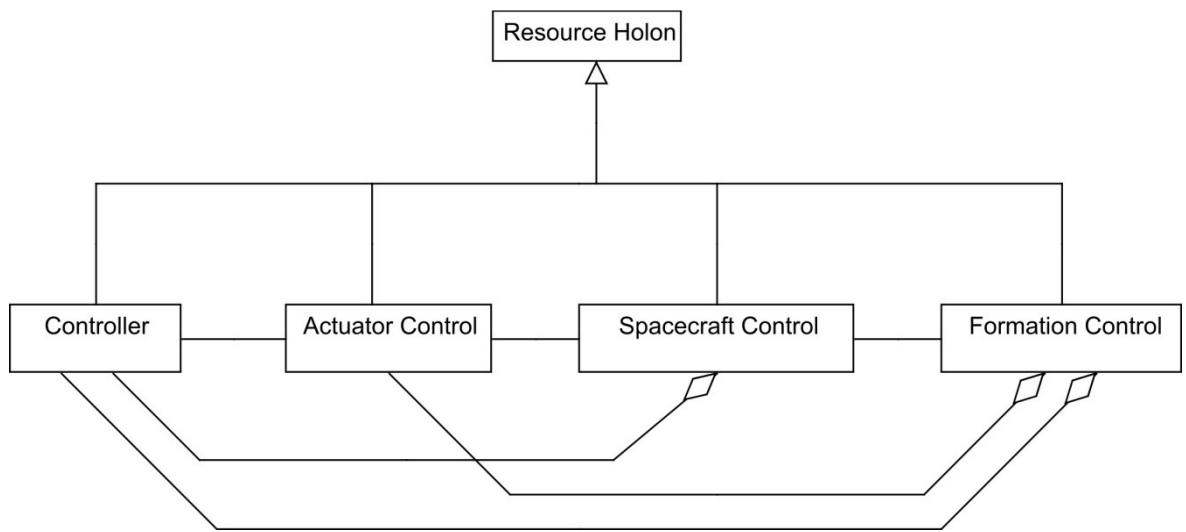 Resource Holon
Controller
Actuator Control
Spacecraft Control
Formation Control